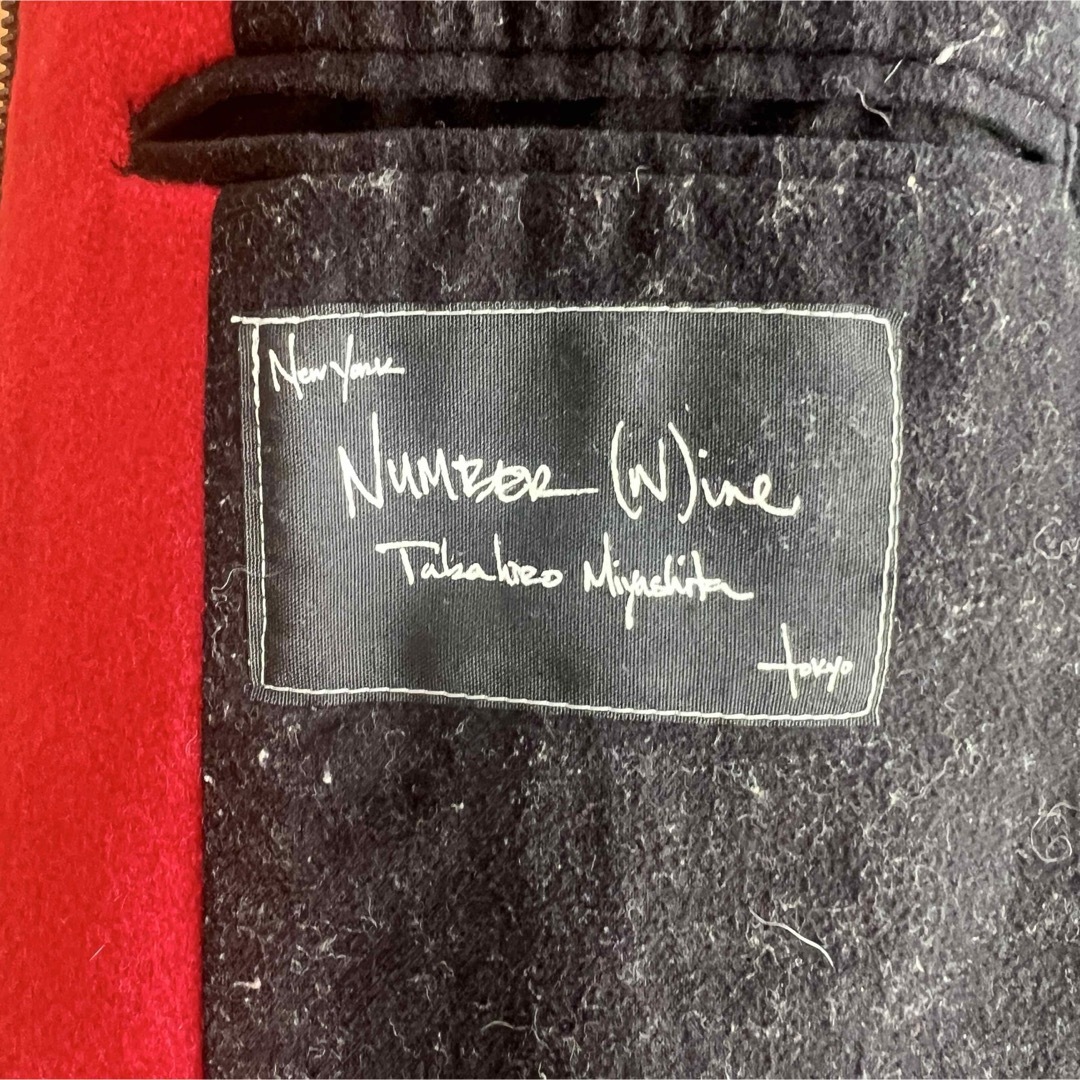 New York
NUMBER (N)ine
Takahiro Miyashita
tokyo